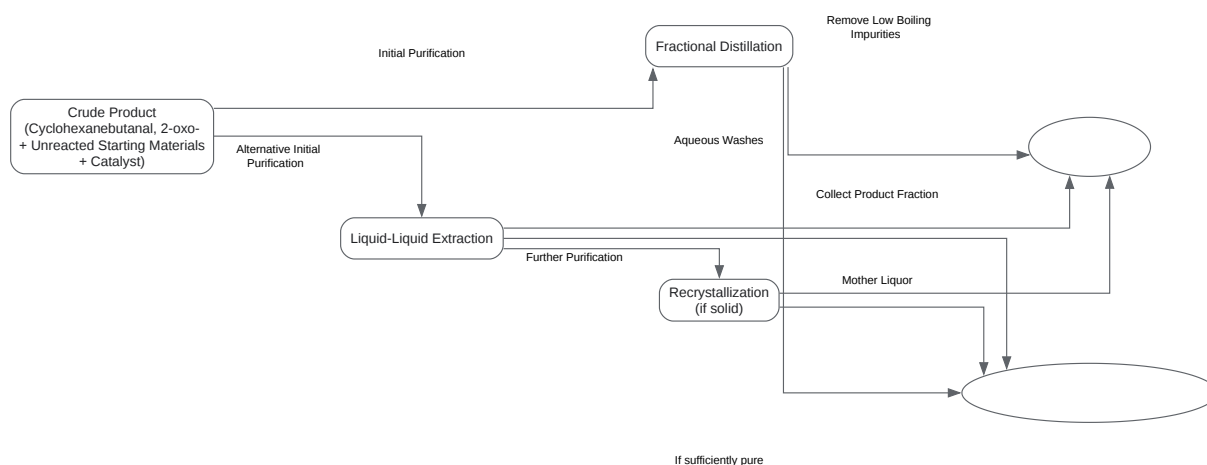 Remove Low Boiling
Impurities
Initial Purification
Fractional Distillation
Crude Product
(Cyclohexanebutanal, 2-oxo-
+ Unreacted Starting Materials
+ Catalyst)
Alternative Initial
Purification
Aqueous Washes
Collect Product Fraction
Liquid-Liquid Extraction
Further Purification
Recrystallization
(if solid)
Mother Liquor
If sufficiently pure